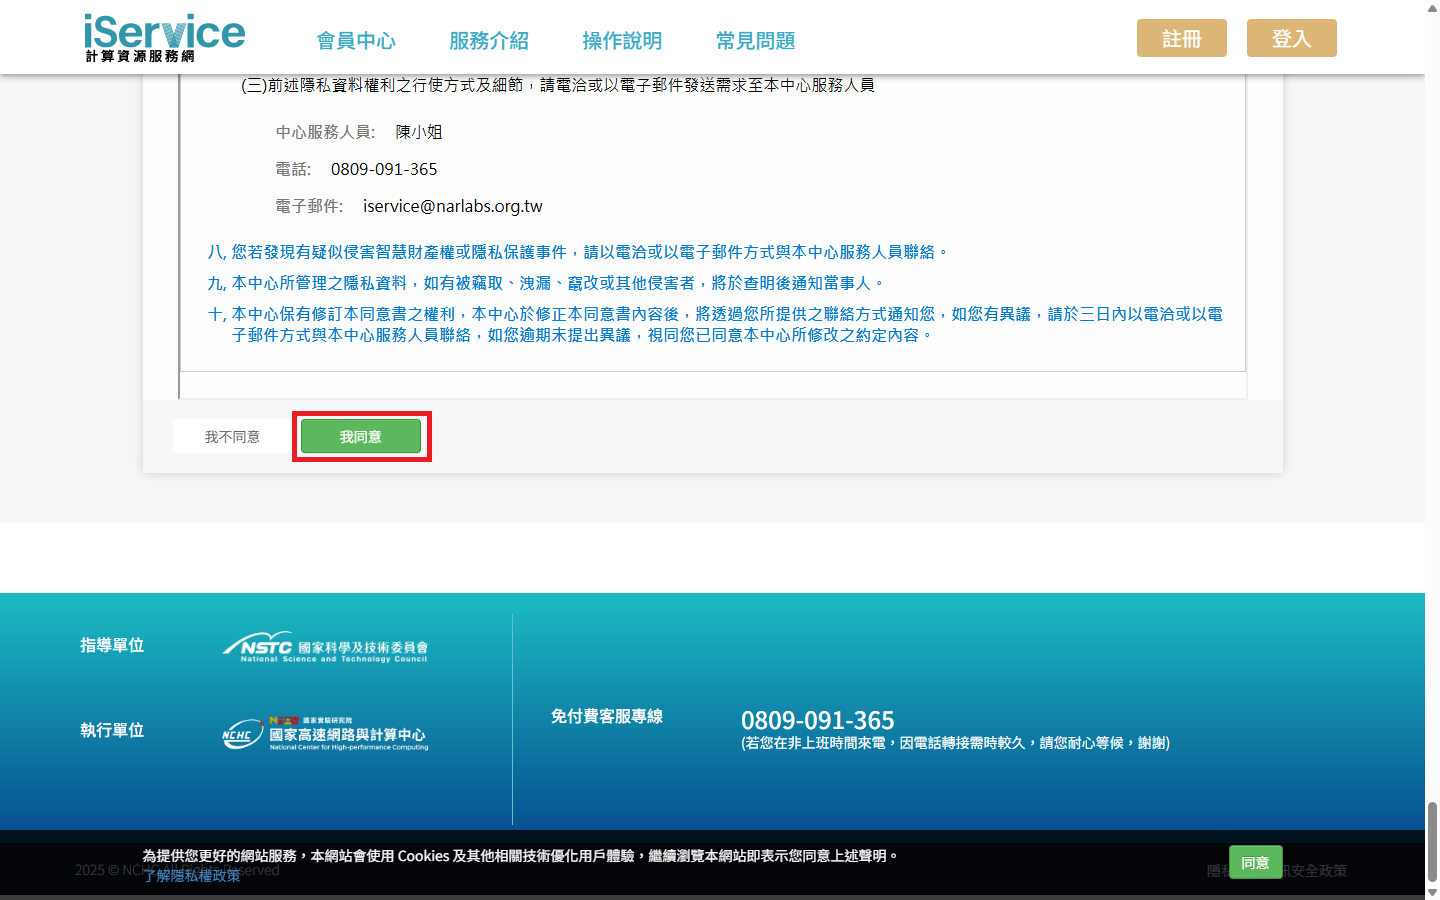 iService
計算資源服務網
會員中心 服務介紹 操作說明 常見問題 註冊 登入
(三)前述隱私資料權利之行使方式及細節，請電洽或以電子郵件發送需求至本中心服務人員
中心服務人員: 陳小姐
電話: 0809-091-365
電子郵件: iservice@narlabs.org.tw
八, 您若發現有疑似侵害智慧財產權或隱私保護事件，請以電洽或以電子郵件方式與本中心服務人員聯絡。
九, 本中心所管理之隱私資料，如有被竊取、洩漏、竄改或其他侵害者，將於查明後通知當事人。
十, 本中心保有修訂本同意書之權利，本中心於修正本同意書內容後，將透過您所提供之聯絡方式通知您，如您有異議，請於三日內以電洽或以電
子郵件方式與本中心服務人員聯絡，如您逾期未提出異議，視同您已同意本中心所修改之約定內容。
我不同意 我同意
指導單位
NSTC 國家科學及技術委員會
National Science and Technology Council
執行單位
NCHC
國家實驗研究院
國家高速網路與計算中心
National Center for High-performance Computing
免付費客服專線
0809-091-365
(若您在非上班時間來電，因電話轉接需時較久，請您耐心等候，謝謝)
為提供您更好的網站服務，本網站會使用 Cookies 及其他相關技術優化用戶體驗，繼續瀏覽本網站即表示您同意上述聲明。
了解隱私權政策
同意
2025 © NCHC All Rights Reserved
隱私 訊安全政策